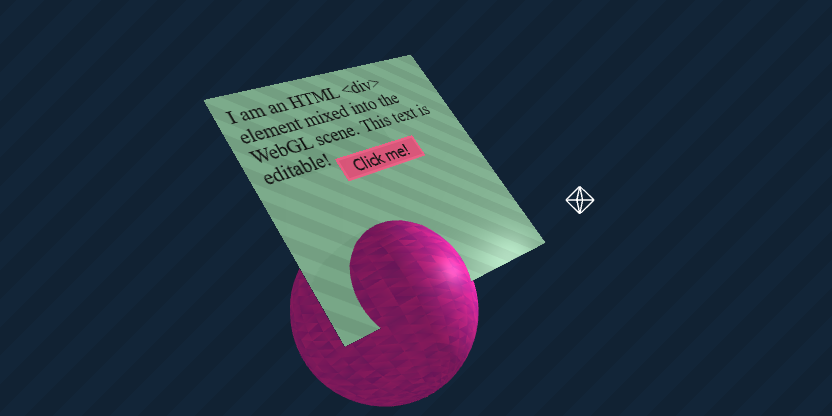 I am an HTML <div>
element mixed into the
WebGL scene. This text is
editable! Click me!